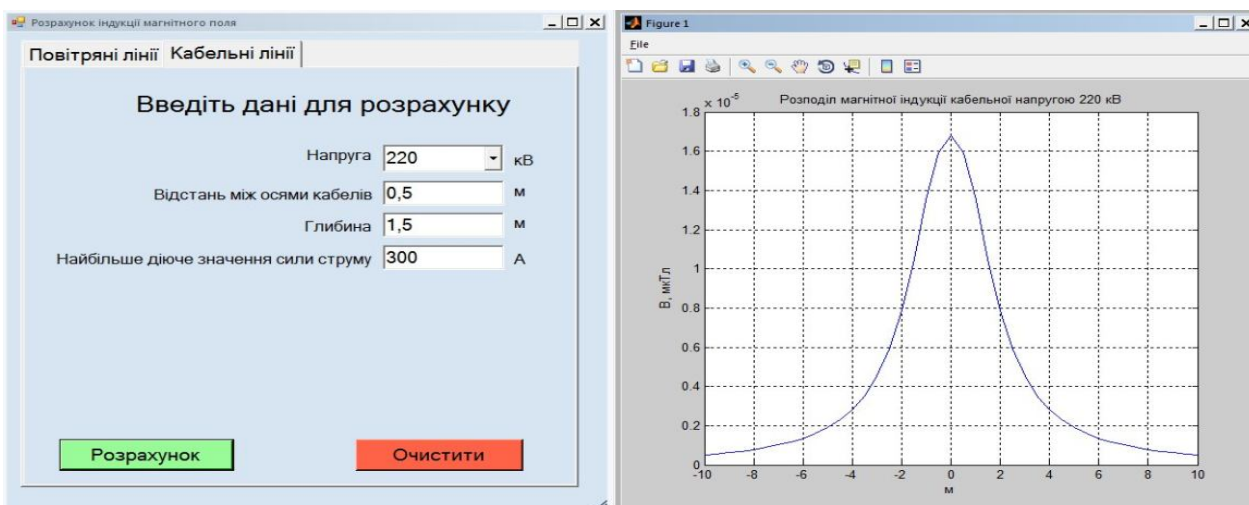 Розрахунок індукції магнітного поля
Повітряні лінії Кабельні лінії
Введіть дані для розрахунку
Напруга 220 кВ
Відстань між осями кабелів 0,5 м
Глибина 1,5 м
Найбільше діюче значення сили струму 300 А
Розрахунок Очистити
Figure 1
File
x 10⁻⁵ Розподіл магнітної індукції кабельної напругою 220 кВ
1.8
1.6
1.4
1.2
1
0.8
0.6
0.4
0.2
0
В, мкТл
-10 -8 -6 -4 -2 0 2 4 6 8 10
м